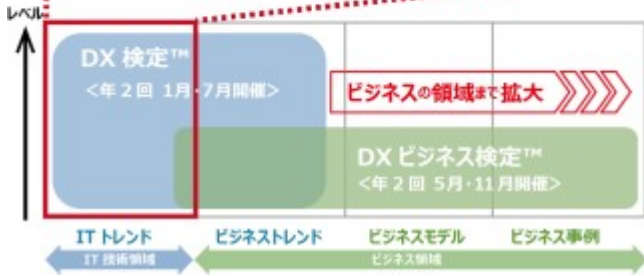 レベル
DX 検定™
<年2回 1月・7月開催>
ビジネスの領域まで拡大
DX ビジネス検定™
<年2回 5月・11月開催>
IT トレンド
ビジネストレンド
ビジネスモデル
ビジネス事例
IT 技術領域
ビジネス領域